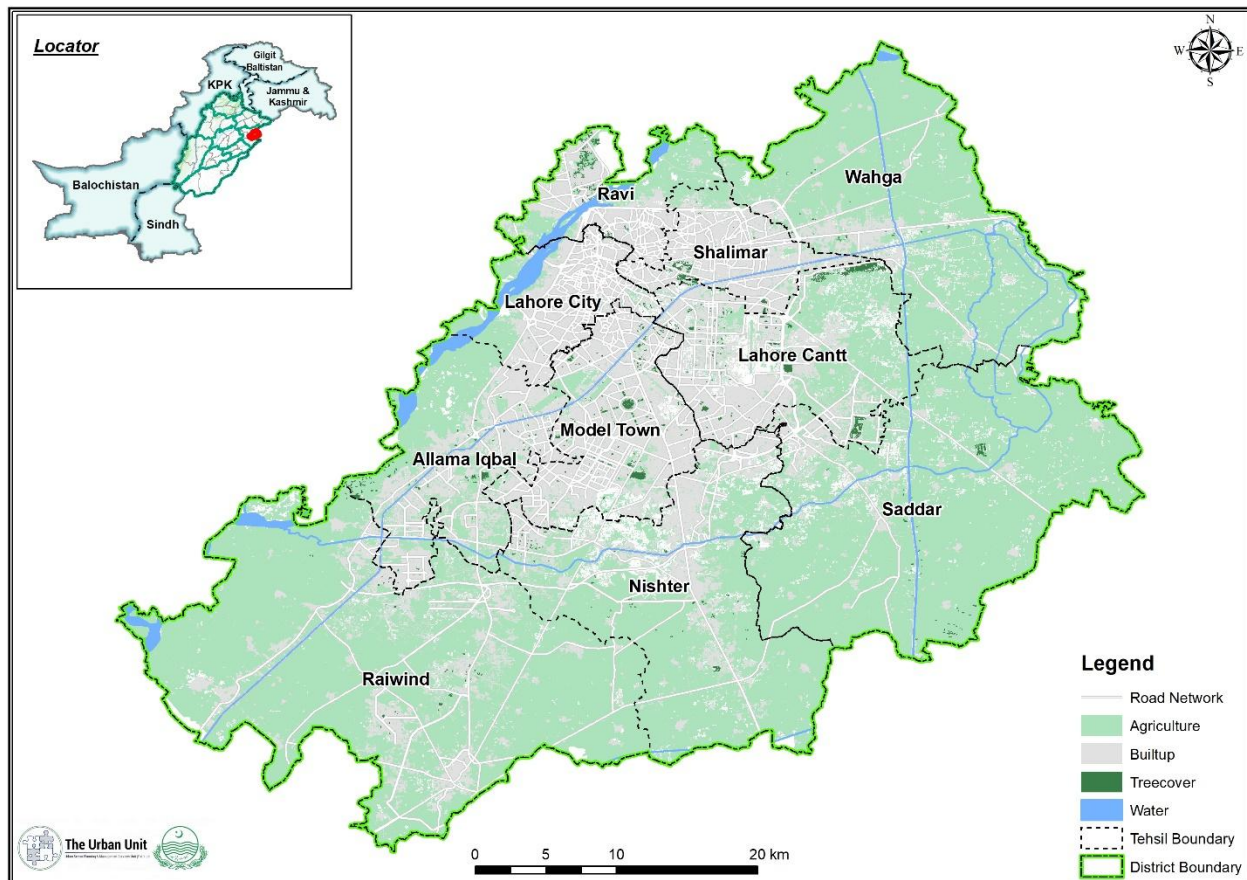 Locator
Gilgit
Baltistan
KPK
Jammu &
Kashmir
Balochistan
Sindh
N
W
E
S
Wahga
Ravi
Shalimar
Lahore City
Lahore Cantt
Model Town
Allama Iqbal
Saddar
Nishter
Raiwind
Legend
Road Network
Agriculture
Builtup
Treecover
Water
Tehsil Boundary
District Boundary
The Urban Unit
0 5 10 20 km